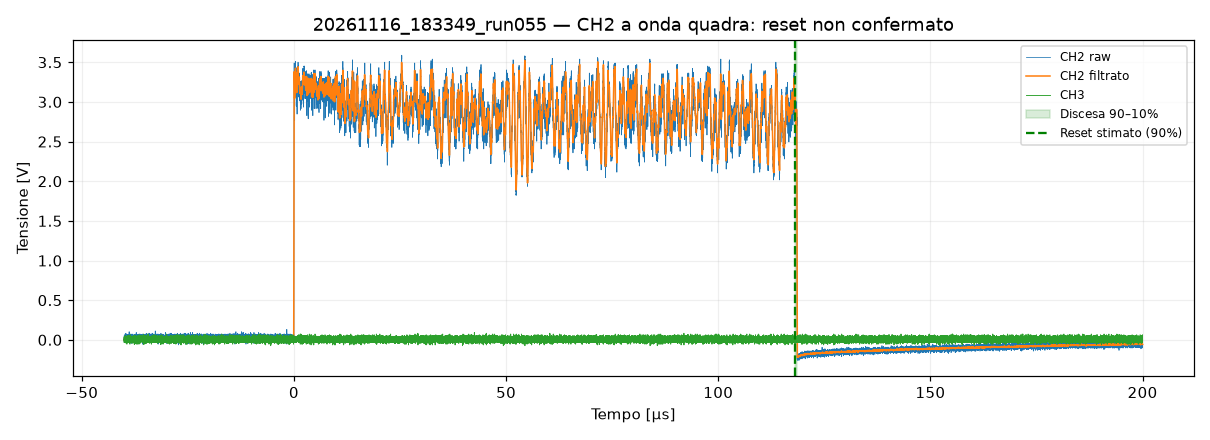 20261116_183349_run055 — CH2 a onda quadra: reset non confermato
Tensione [V]
3.5
3.0
2.5
2.0
1.5
1.0
0.5
0.0
CH2 raw
CH2 filtrato
CH3
Discesa 90–10%
Reset stimato (90%)
−50
0
50
100
150
200
Tempo [µs]